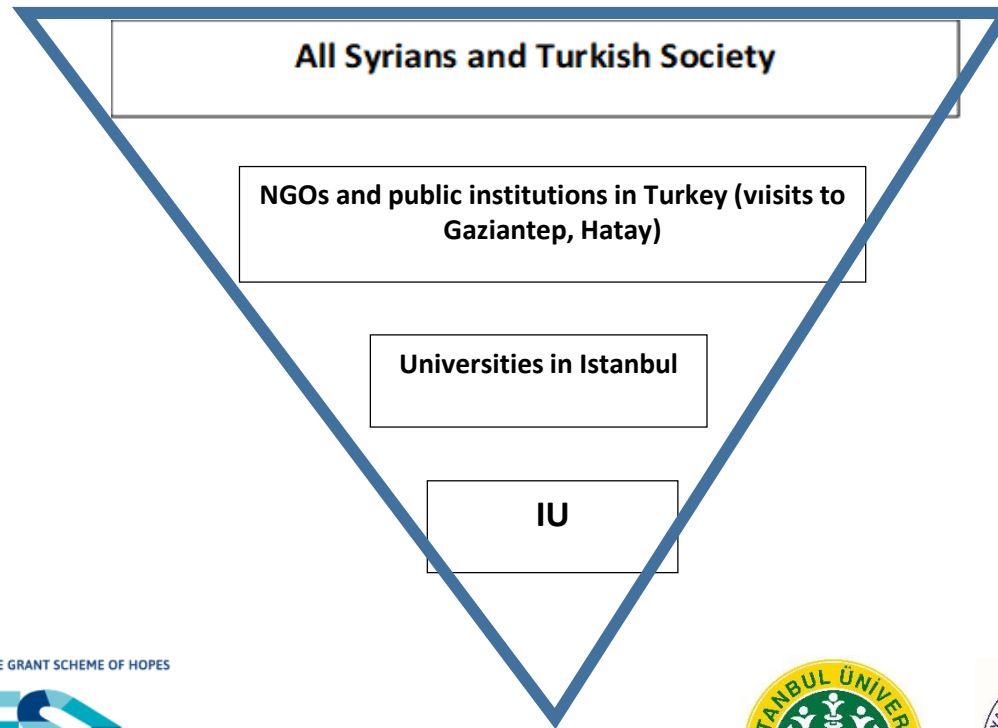 All Syrians and Turkish Society
NGOs and public institutions in Turkey (vıisits to
Gaziantep, Hatay)
Universities in Istanbul
IU
GRANT SCHEME OF HOPES